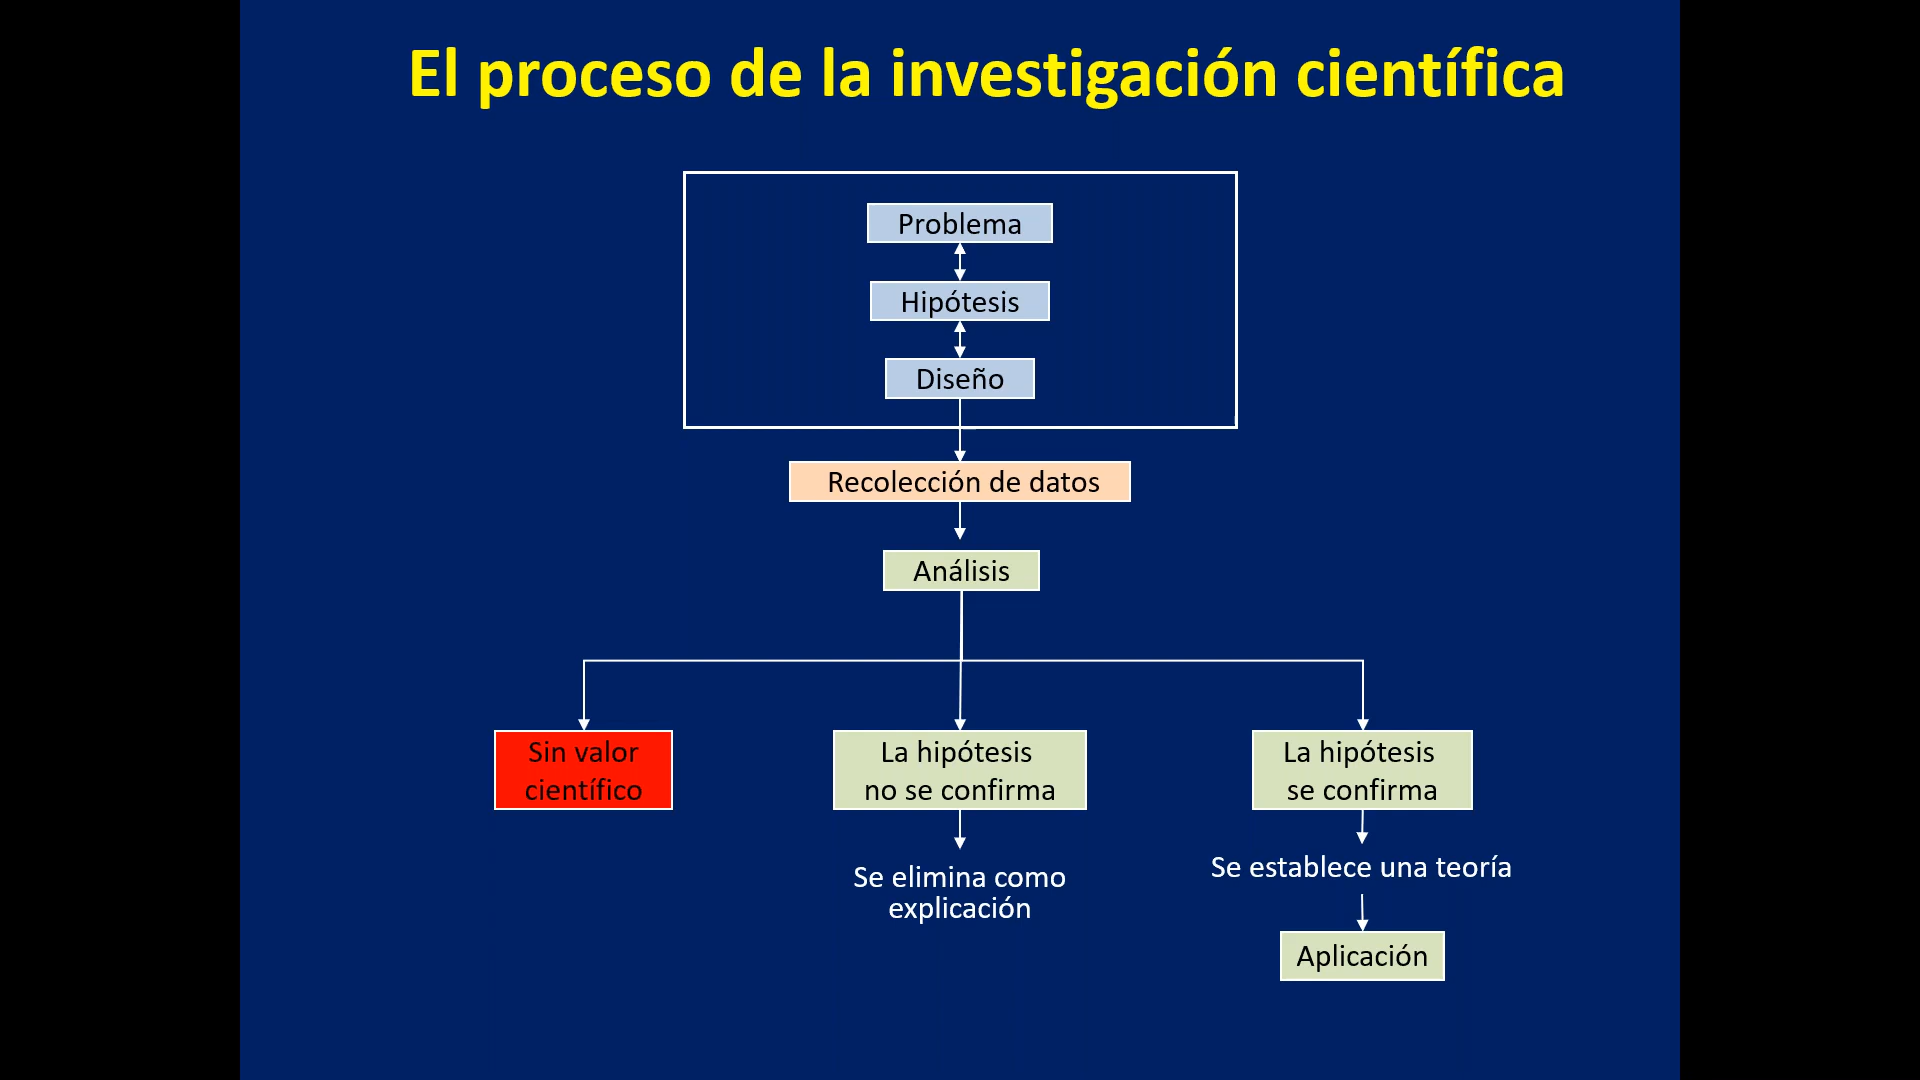 El proceso de la investigación científica
Problema
Hipótesis
Diseño
Recolección de datos
Análisis
Sin valor
científico
La hipótesis
no se confirma
Se elimina como
explicación
La hipótesis
se confirma
Se establece una teoría
Aplicación